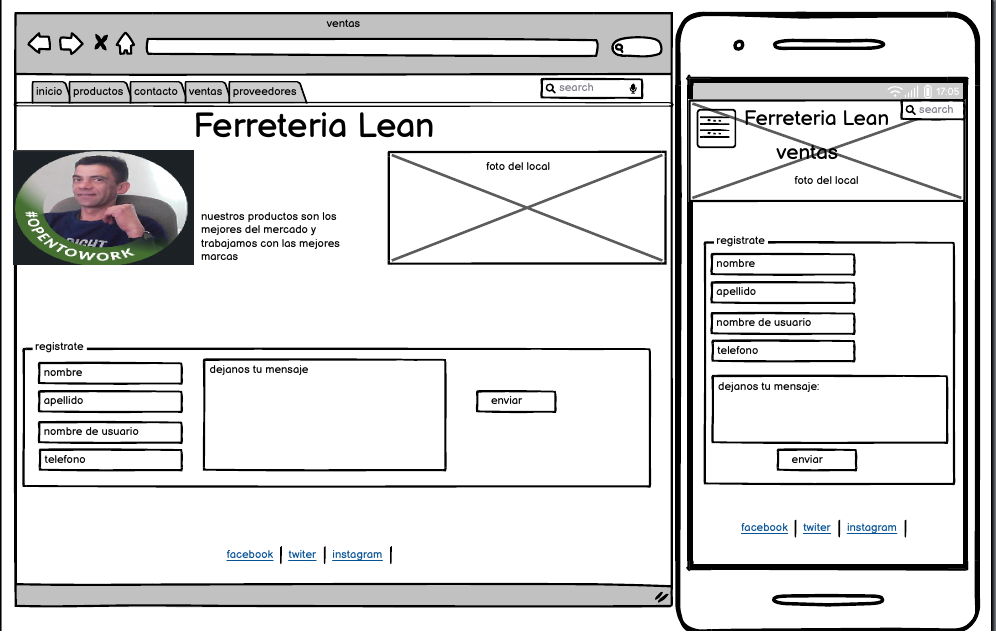 ventas
inicio
productos
contacto
ventas
proveedores
search
Ferreteria Lean
#OPENTOWORK
nuestros productos son los
mejores del mercado y
trabajamos con las mejores
marcas
foto del local
registrate
nombre
apellido
nombre de usuario
telefono
dejanos tu mensaje
enviar
facebook
twiter
instagram
17:05
search
Ferreteria Lean
ventas
foto del local
registrate
nombre
apellido
nombre de usuario
telefono
dejanos tu mensaje:
enviar
facebook
twiter
instagram